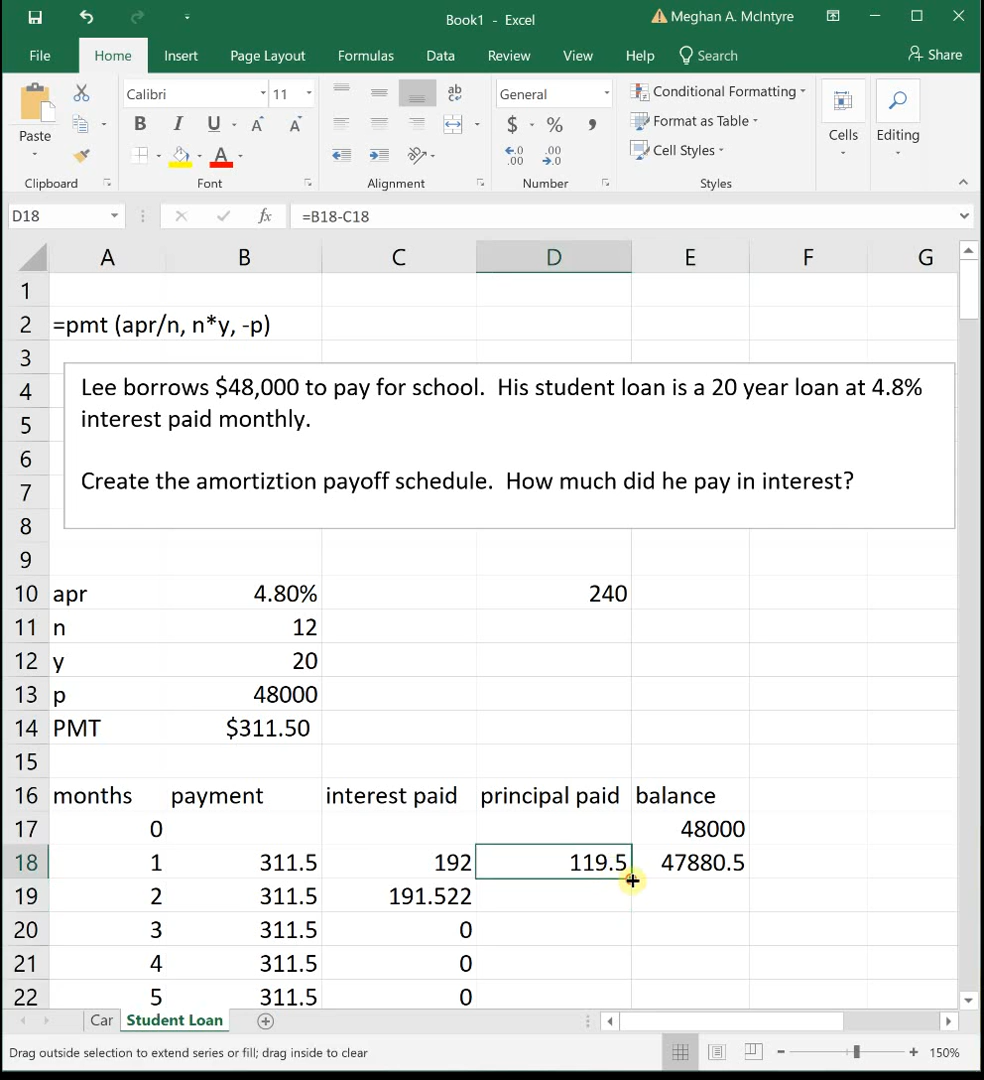 Book1 - Excel
Meghan A. McIntyre
File Home Insert Page Layout Formulas Data Review View Help Search Share
Paste
Calibri 11
B I U A A
A
ab
c
General
$ % ,
Conditional Formatting
Format as Table
Cell Styles
Cells
Editing
Clipboard Font Alignment Number Styles
D18 fx =B18-C18
A B C D E F G
1
2 =pmt (apr/n, n*y, -p)
3
4
5
6
7
8
Lee borrows $48,000 to pay for school. His student loan is a 20 year loan at 4.8%
interest paid monthly.
Create the amortiztion payoff schedule. How much did he pay in interest?
9
10 apr 4.80% 240
11 n 12
12 y 20
13 p 48000
14 PMT $311.50
15
16 months payment interest paid principal paid balance
17 0 48000
18 1 311.5 192 119.5 47880.5
19 2 311.5 191.522
20 3 311.5 0
21 4 311.5 0
22 5 311.5 0
Car Student Loan
Drag outside selection to extend series or fill; drag inside to clear
150%